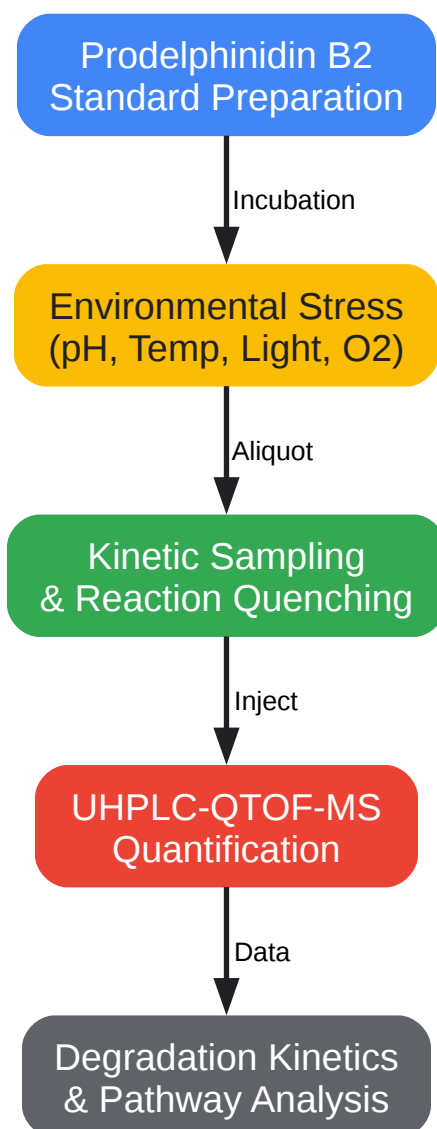 Prodelphinidin B2
Standard Preparation
Incubation
Environmental Stress
(pH, Temp, Light, O2)
Aliquot
Kinetic Sampling
& Reaction Quenching
Inject
UHPLC-QTOF-MS
Quantification
Data
Degradation Kinetics
& Pathway Analysis